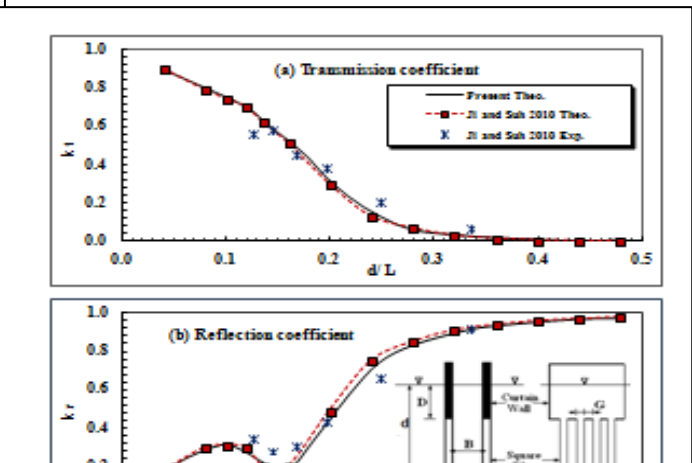 1.0
(a) Transmission coefficient
0.8
Present Theo.
Ji and Suh 2010 Theo.
0.6
Ji and Suh 2010 Exp.
k t
0.4
0.2
0.0
0.0 0.1 0.2 0.3 0.4 0.5
d/ L
1.0
(b) Reflection coefficient
0.8
0.6
k r
0.4
D
d
B
Curtain
Wall
G
Square
0.2